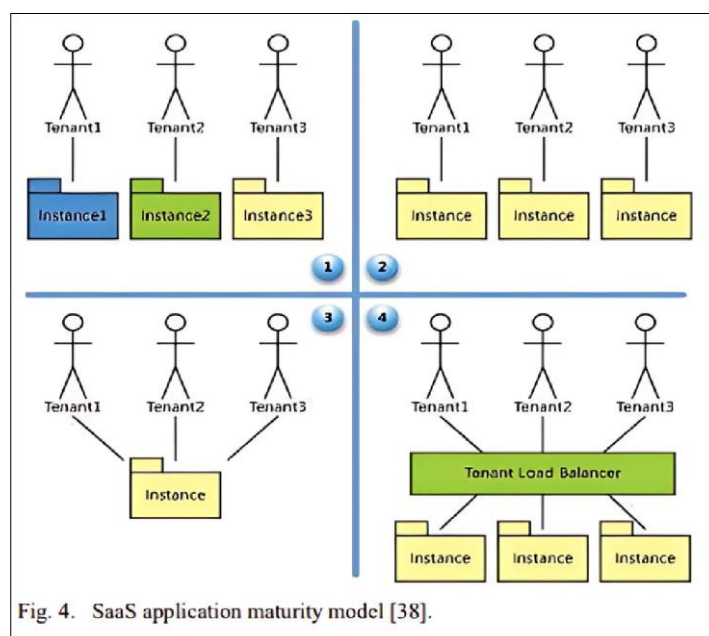 Tenant1 Tenant2 Tenant3
Instance1 Instance2 Instance3
1
Tenant1 Tenant2 Tenant3
Instance Instance Instance
2
3
Tenant1 Tenant2 Tenant3
Instance
4
Tenant1 Tenant2 Tenant3
Tenant Load Balancer
Instance Instance Instance
Fig. 4. SaaS application maturity model [38].